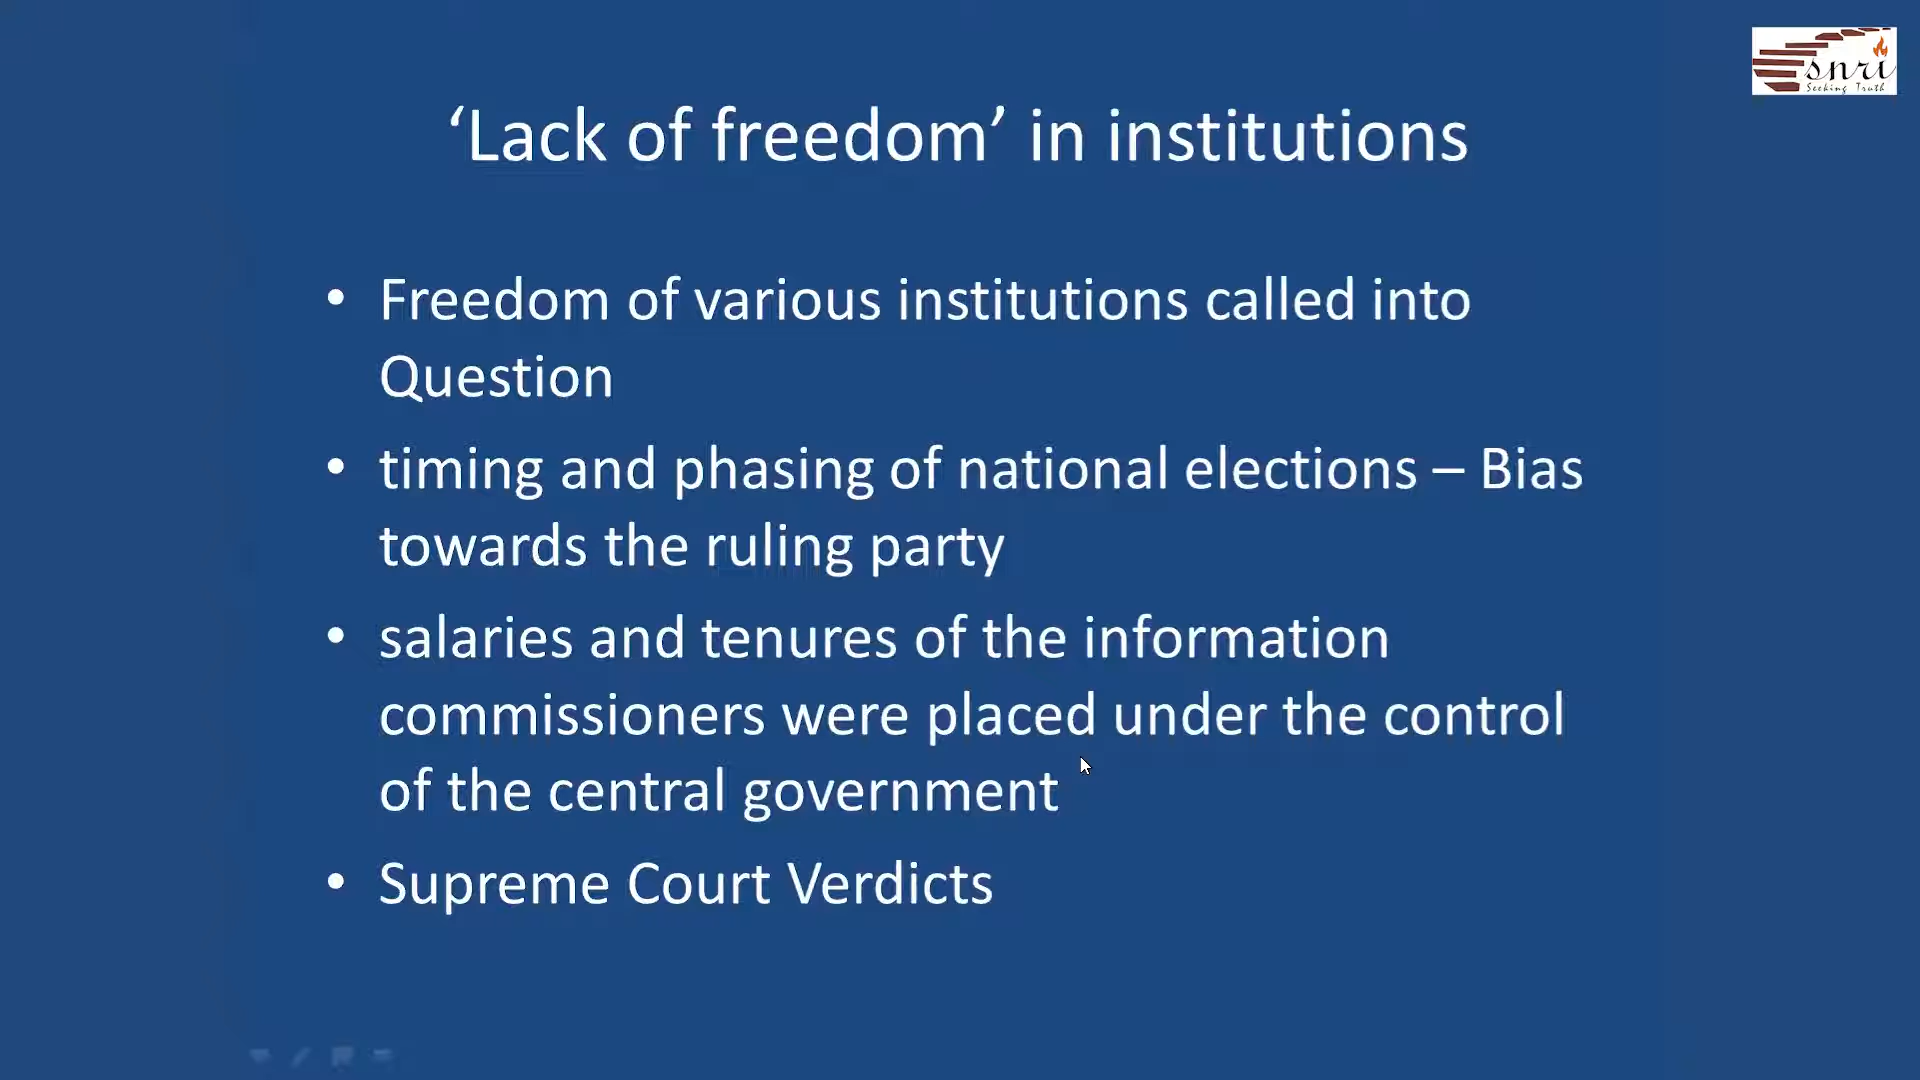 snri
Seeking Truth
‘Lack of freedom’ in institutions
• Freedom of various institutions called into
Question
• timing and phasing of national elections – Bias
towards the ruling party
• salaries and tenures of the information
commissioners were placed under the control
of the central government
• Supreme Court Verdicts